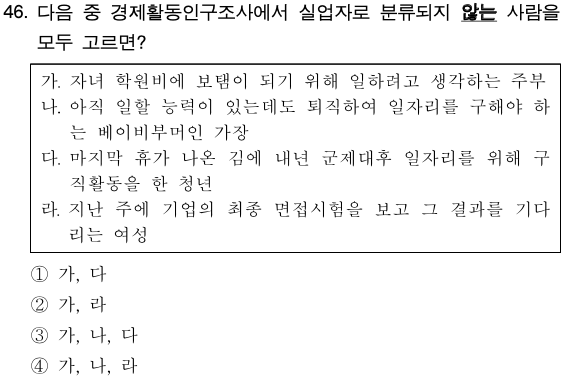 46. 다음 중 경제활동인구조사에서 실업자로 분류되지 않는 사람을
모두 고르면?
가. 자녀 학원비에 보탬이 되기 위해 일하려고 생각하는 주부
나. 아직 일할 능력이 있는데도 퇴직하여 일자리를 구해야 하
는 베이비부머인 가장
다. 마지막 휴가 나온 김에 내년 군제대후 일자리를 위해 구
직활동을 한 청년
라. 지난 주에 기업의 최종 면접시험을 보고 그 결과를 기다
리는 여성
① 가, 다
② 가, 라
③ 가, 나, 다
④ 가, 나, 라